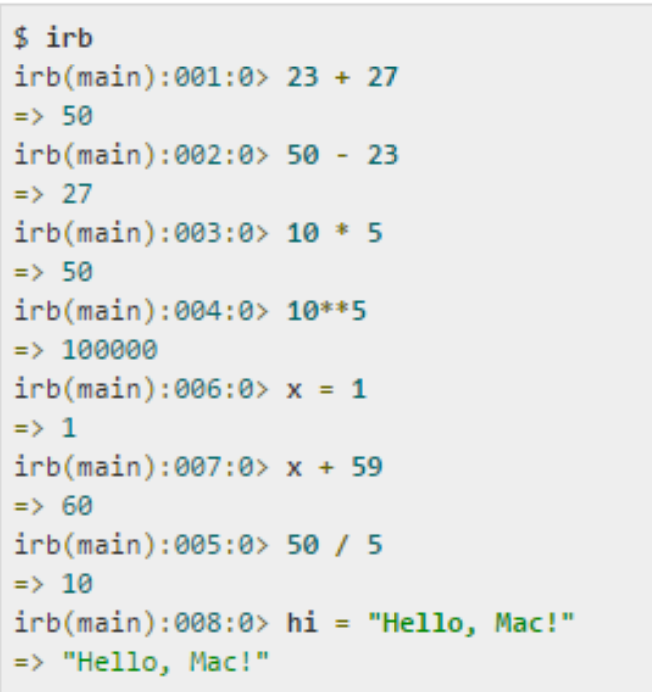 $ irb
irb(main):001:0> 23 + 27
=> 50
irb(main):002:0> 50 - 23
=> 27
irb(main):003:0> 10 * 5
=> 50
irb(main):004:0> 10**5
=> 100000
irb(main):006:0> x = 1
=> 1
irb(main):007:0> x + 59
=> 60
irb(main):005:0> 50 / 5
=> 10
irb(main):008:0> hi = "Hello, Mac!"
=> "Hello, Mac!"